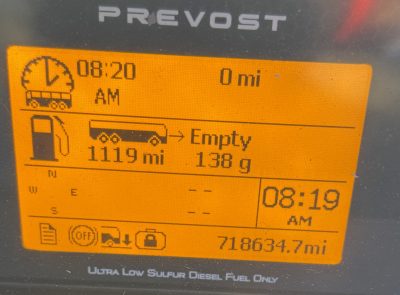 PREVOST
08:20 0 mi
AM
→ Empty
1119 mi 138 g
N
W E -- 08:19
S -- AM
OFF 718634.7mi
ULTRA LOW SULFUR DIESEL FUEL ONLY